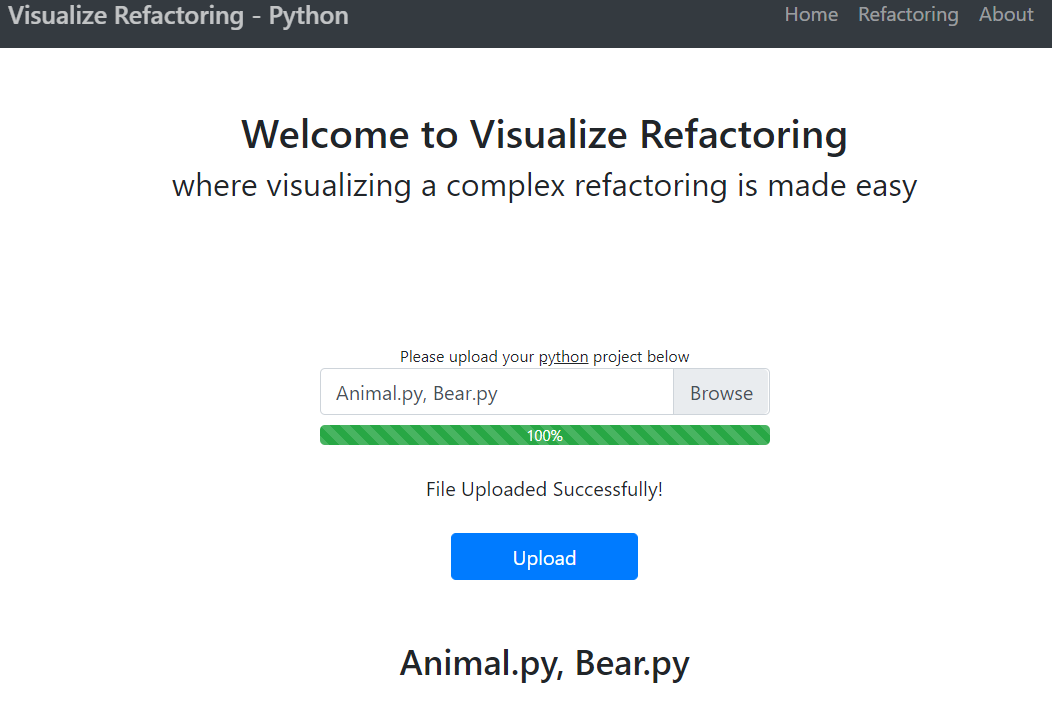 Visualize Refactoring - Python Home Refactoring About
Welcome to Visualize Refactoring
where visualizing a complex refactoring is made easy
Please upload your python project below
Animal.py, Bear.py Browse
100%
File Uploaded Successfully!
Upload
Animal.py, Bear.py